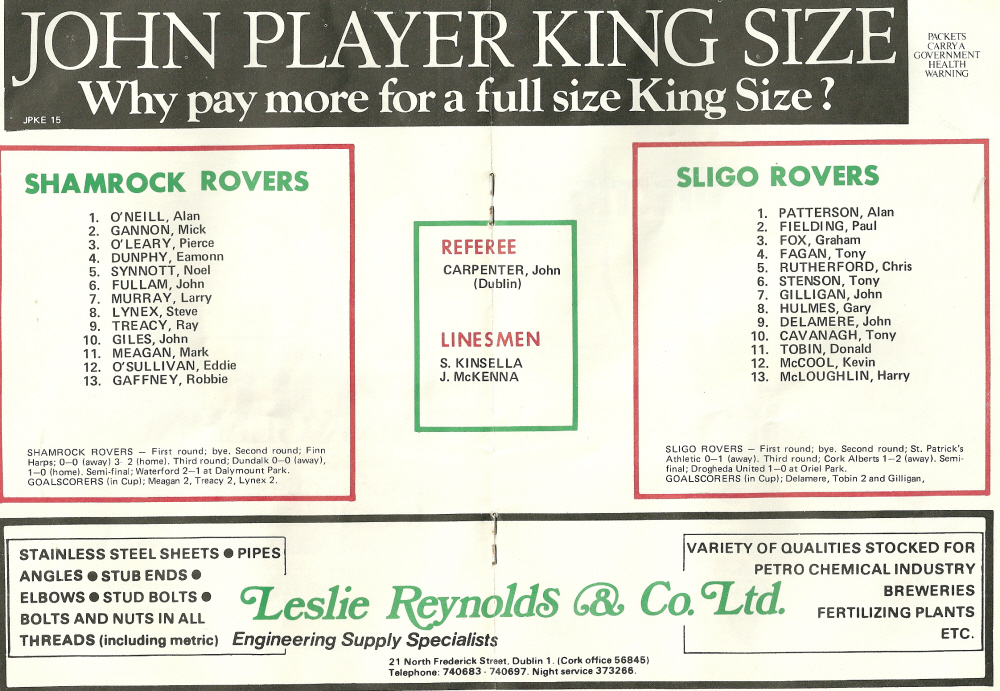 JOHN PLAYER KING SIZE
Why pay more for a full size King Size?
JPKE 15
PACKETS
CARRY A
GOVERNMENT
HEALTH
WARNING
SHAMROCK ROVERS
1. O'NEILL, Alan
2. GANNON, Mick
3. O'LEARY, Pierce
4. DUNPHY, Eamonn
5. SYNNOTT, Noel
6. FULLAM, John
7. MURRAY, Larry
8. LYNEX, Steve
9. TREACY, Ray
10. GILES, John
11. MEAGAN, Mark
12. O'SULLIVAN, Eddie
13. GAFFNEY, Robbie
SHAMROCK ROVERS — First round; bye. Second round; Finn
Harps; 0—0 (away) 3—2 (home). Third round; Dundalk 0—0 (away),
1—0 (home). Semi-final; Waterford 2—1 at Dalymount Park.
GOALSCORERS (in Cup); Meagan 2, Treacy 2, Lynex 2.
REFEREE
CARPENTER, John
(Dublin)
LINESMEN
S. KINSELLA
J. McKENNA
SLIGO ROVERS
1. PATTERSON, Alan
2. FIELDING, Paul
3. FOX, Graham
4. FAGAN, Tony
5. RUTHERFORD, Chris
6. STENSON, Tony
7. GILLIGAN, John
8. HULMES, Gary
9. DELAMERE, John
10. CAVANAGH, Tony
11. TOBIN, Donald
12. McCOOL, Kevin
13. McLOUGHLIN, Harry
SLIGO ROVERS — First round; bye. Second round; St. Patrick's
Athletic 0—1 (away). Third round; Cork Alberts 1—2 (away). Semi-
final; Drogheda United 1—0 at Oriel Park.
GOALSCORERS (in Cup); Delamere, Tobin 2 and Gilligan,
STAINLESS STEEL SHEETS ● PIPES
ANGLES ● STUB ENDS ●
ELBOWS ● STUD BOLTS ●
BOLTS AND NUTS IN ALL
THREADS (including metric)
Leslie Reynolds & Co. Ltd.
Engineering Supply Specialists
21 North Frederick Street, Dublin 1. (Cork office 56845)
Telephone: 740683 - 740697. Night service 373266.
VARIETY OF QUALITIES STOCKED FOR
PETRO CHEMICAL INDUSTRY
BREWERIES
FERTILIZING PLANTS
ETC.